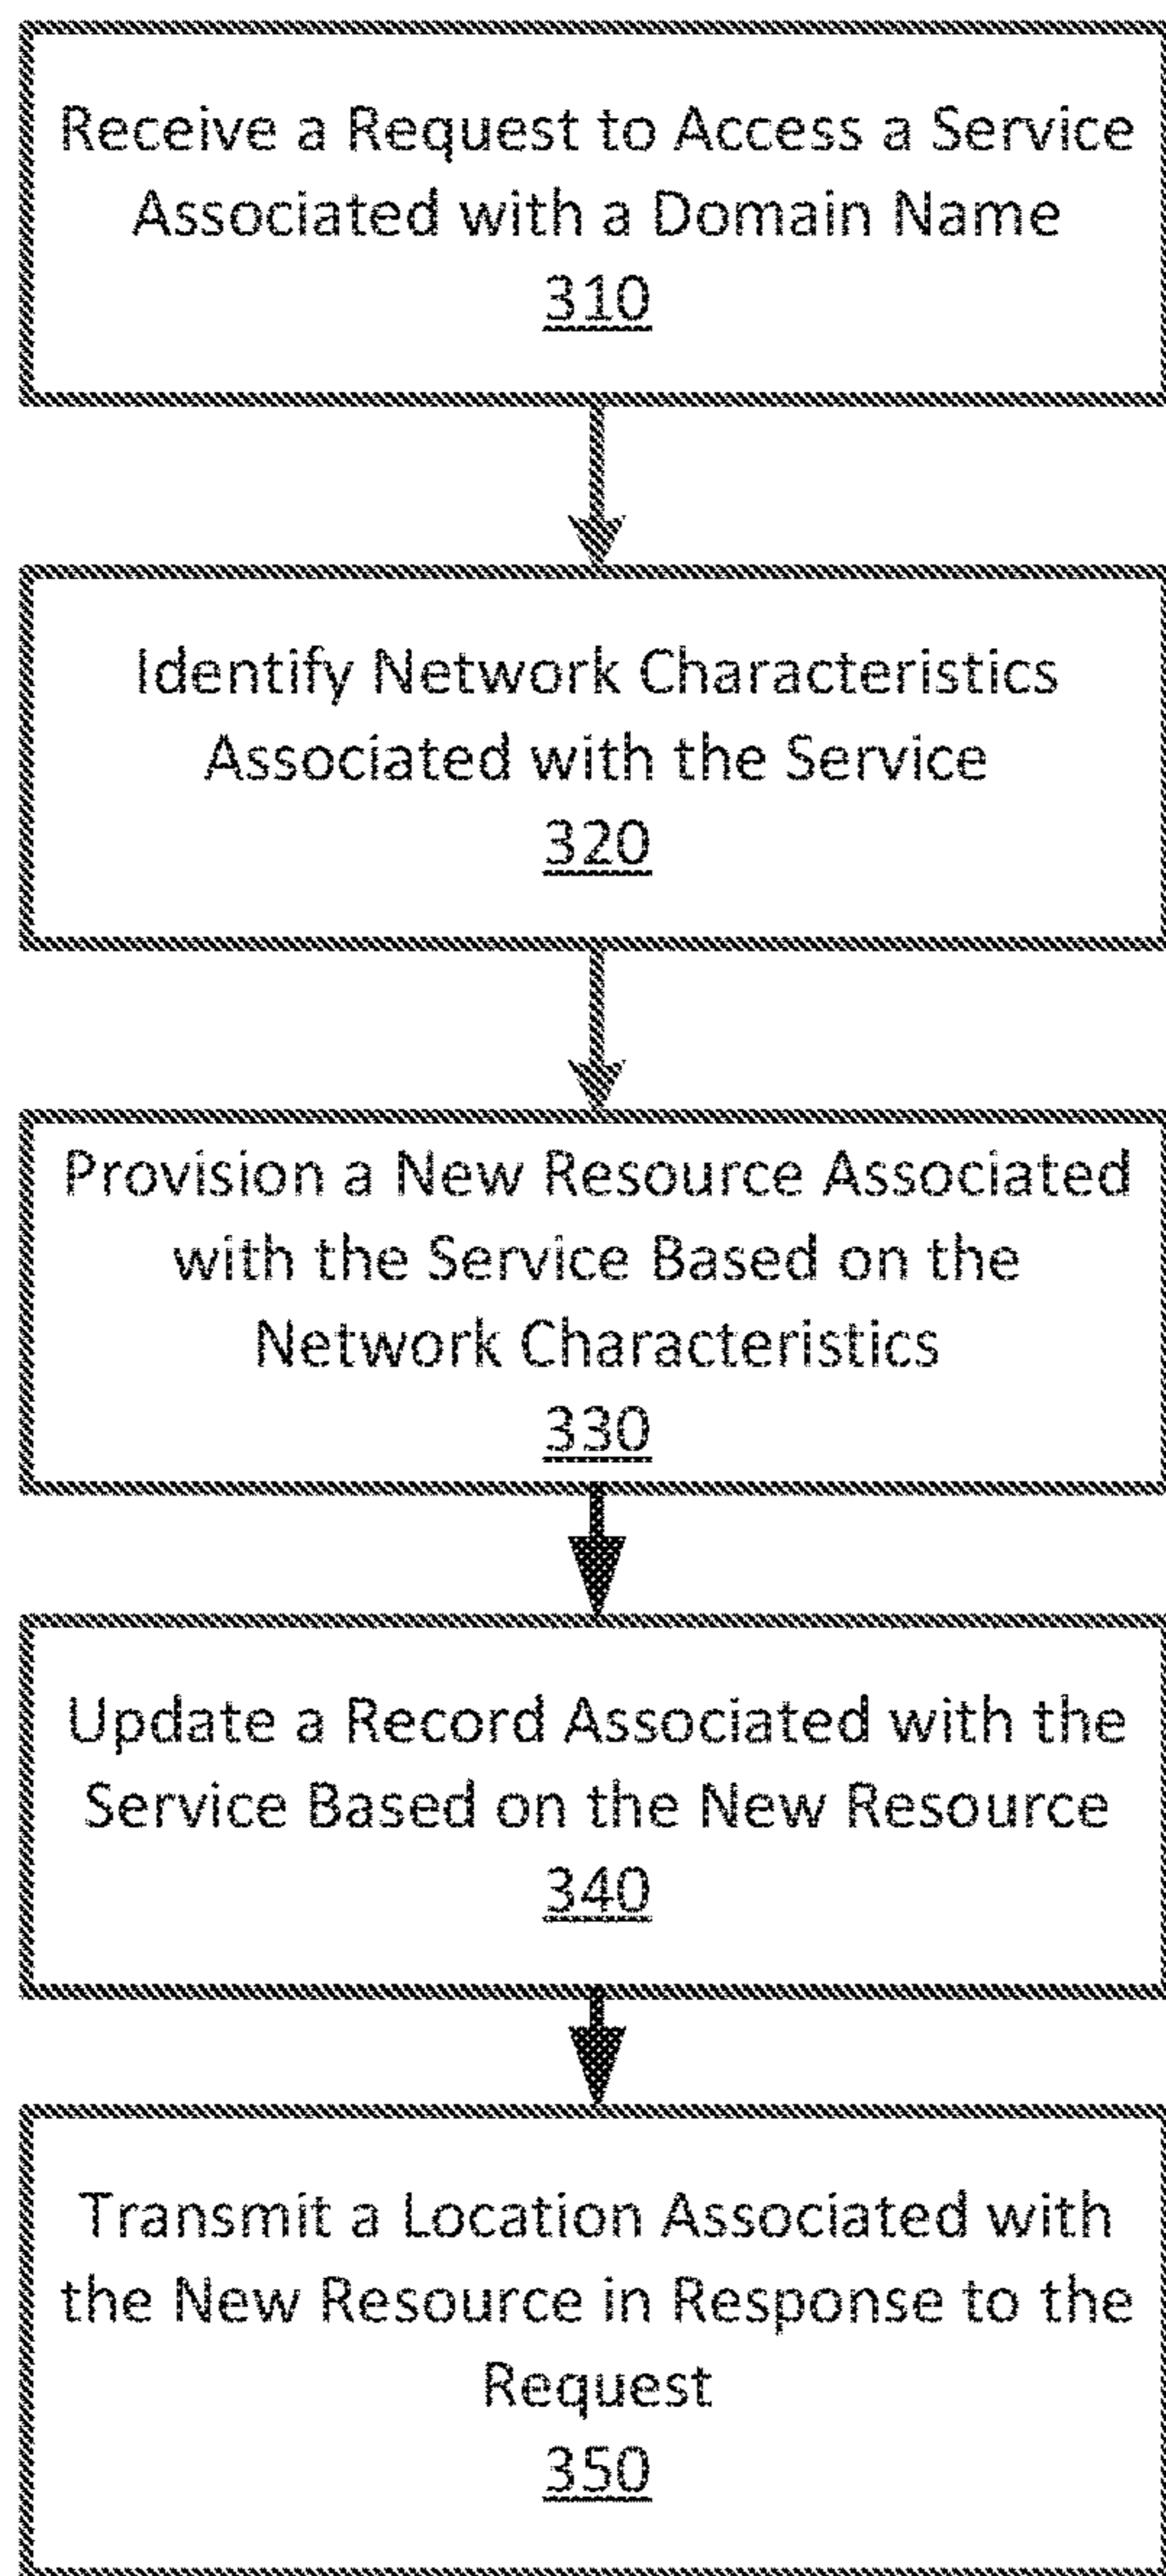 Receive a Request to Access a Service
Associated with a Domain Name
310
Identify Network Characteristics
Associated with the Service
320
Provision a New Resource Associated
with the Service Based on the
Network Characteristics
330
Update a Record Associated with the
Service Based on the New Resource
340
Transmit a Location Associated with
the New Resource in Response to the
Request
350